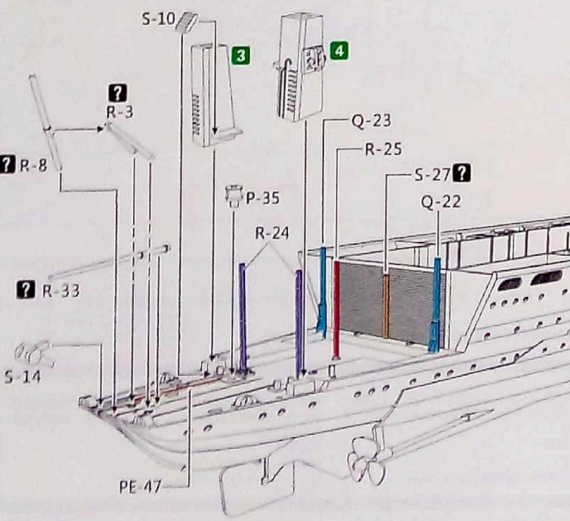 S-10
3
4
?
R-3
Q-23
R-25
? R-8
S-27 ?
P-35
Q-22
R-24
? R-33
S-14
PE-47